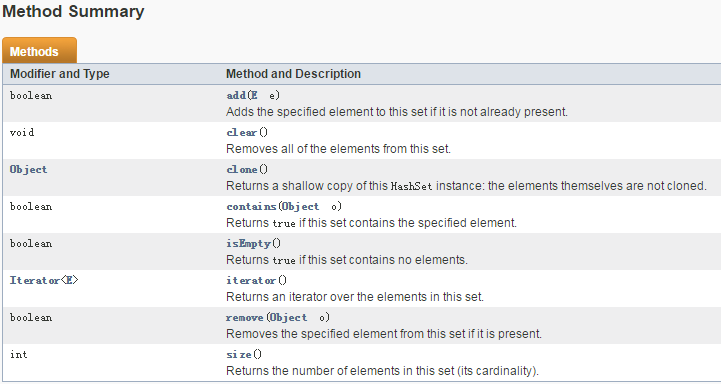 Method Summary
Methods
Modifier and Type Method and Description
boolean add(E e)
Adds the specified element to this set if it is not already present.
void clear()
Removes all of the elements from this set.
Object clone()
Returns a shallow copy of this HashSet instance: the elements themselves are not cloned.
boolean contains(Object o)
Returns true if this set contains the specified element.
boolean isEmpty()
Returns true if this set contains no elements.
Iterator<E> iterator()
Returns an iterator over the elements in this set.
boolean remove(Object o)
Removes the specified element from this set if it is present.
int size()
Returns the number of elements in this set (its cardinality).